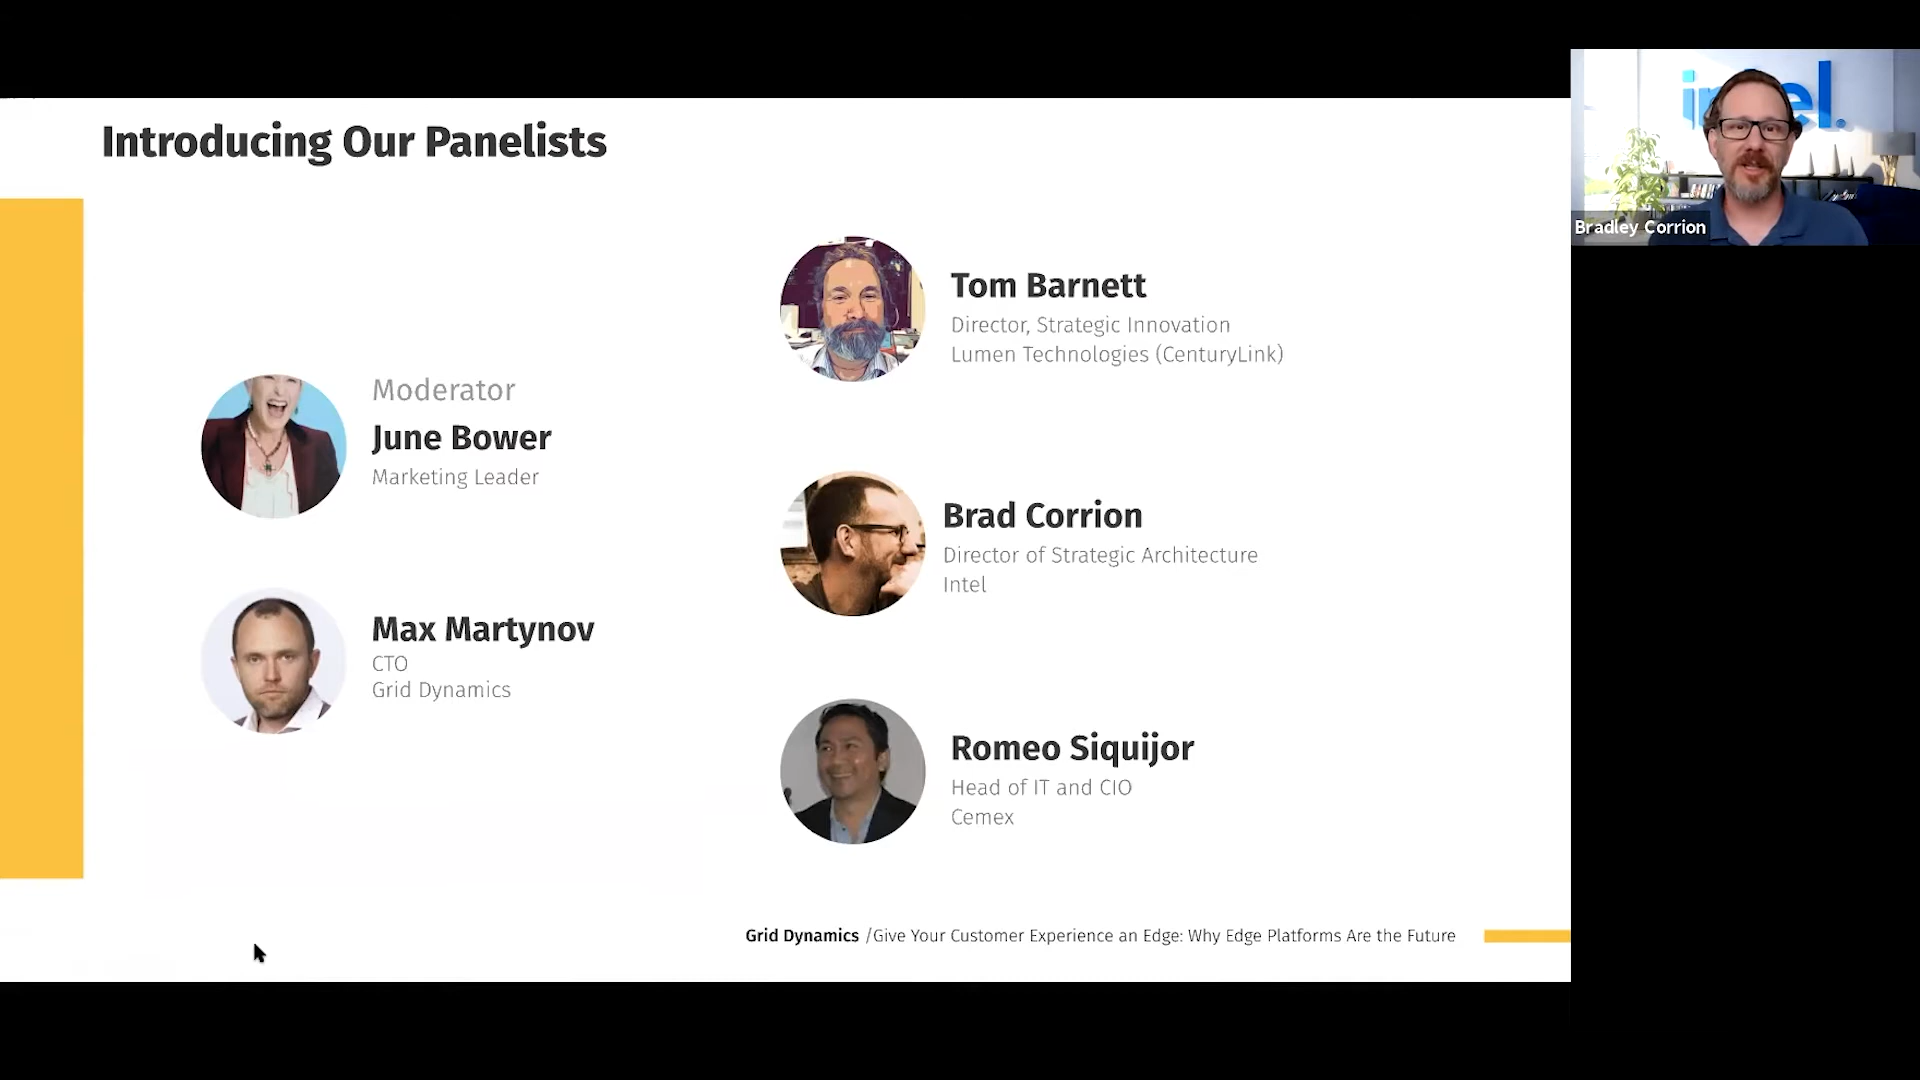 Introducing Our Panelists
Moderator
June Bower
Marketing Leader
Max Martynov
CTO
Grid Dynamics
Tom Barnett
Director, Strategic Innovation
Lumen Technologies (CenturyLink)
Brad Corrion
Director of Strategic Architecture
Intel
Romeo Siquijor
Head of IT and CIO
Cemex
Grid Dynamics /Give Your Customer Experience an Edge: Why Edge Platforms Are the Future
intel.
Bradley Corrion